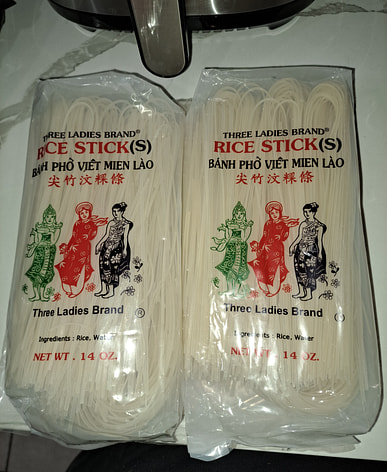 THREE LADIES BRAND®
RICE STICK(S)
BÁNH PHỞ VIÊT MIEN LÀO
尖竹汶粿條
Three Ladies Brand ®
Ingredients : Rice, Water
NET WT . 14 OZ.
THREE LADIES BRAND®
RICE STICK(S)
BÁNH PHỞ VIÊT MIEN LÀO
尖竹汶粿條
Three Ladies Brand
Ingredients : Rice, Water
NET WT . 14 OZ.